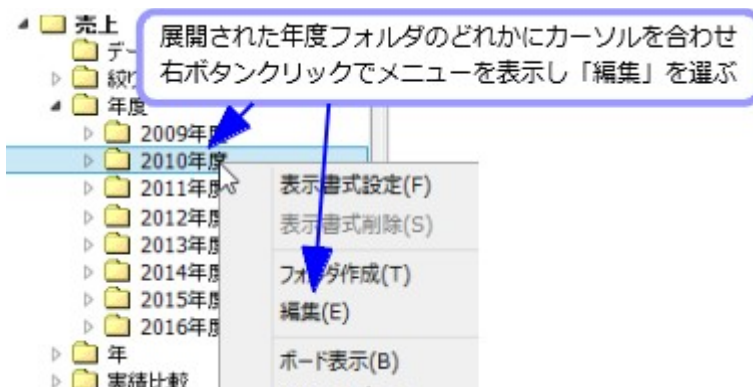 売上
展開された年度フォルダのどれかにカーソルを合わせ
右ボタンクリックでメニューを表示し「編集」を選ぶ
デー
絞り
年度
2009年度
2010年度
2011年度
2012年度
2013年度
2014年度
2015年度
2016年度
年
実績比較
表示書式設定(F)
表示書式削除(S)
フォルダ作成(T)
編集(E)
ボード表示(B)